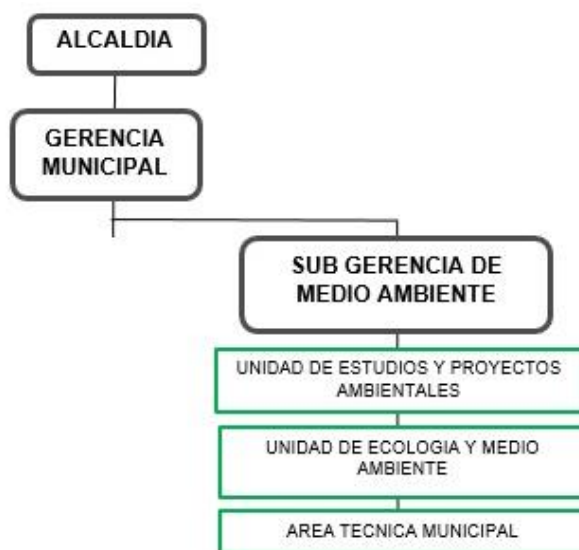 ALCALDIA
GERENCIA
MUNICIPAL
SUB GERENCIA DE
MEDIO AMBIENTE
UNIDAD DE ESTUDIOS Y PROYECTOS
AMBIENTALES
UNIDAD DE ECOLOGIA Y MEDIO
AMBIENTE
AREA TECNICA MUNICIPAL